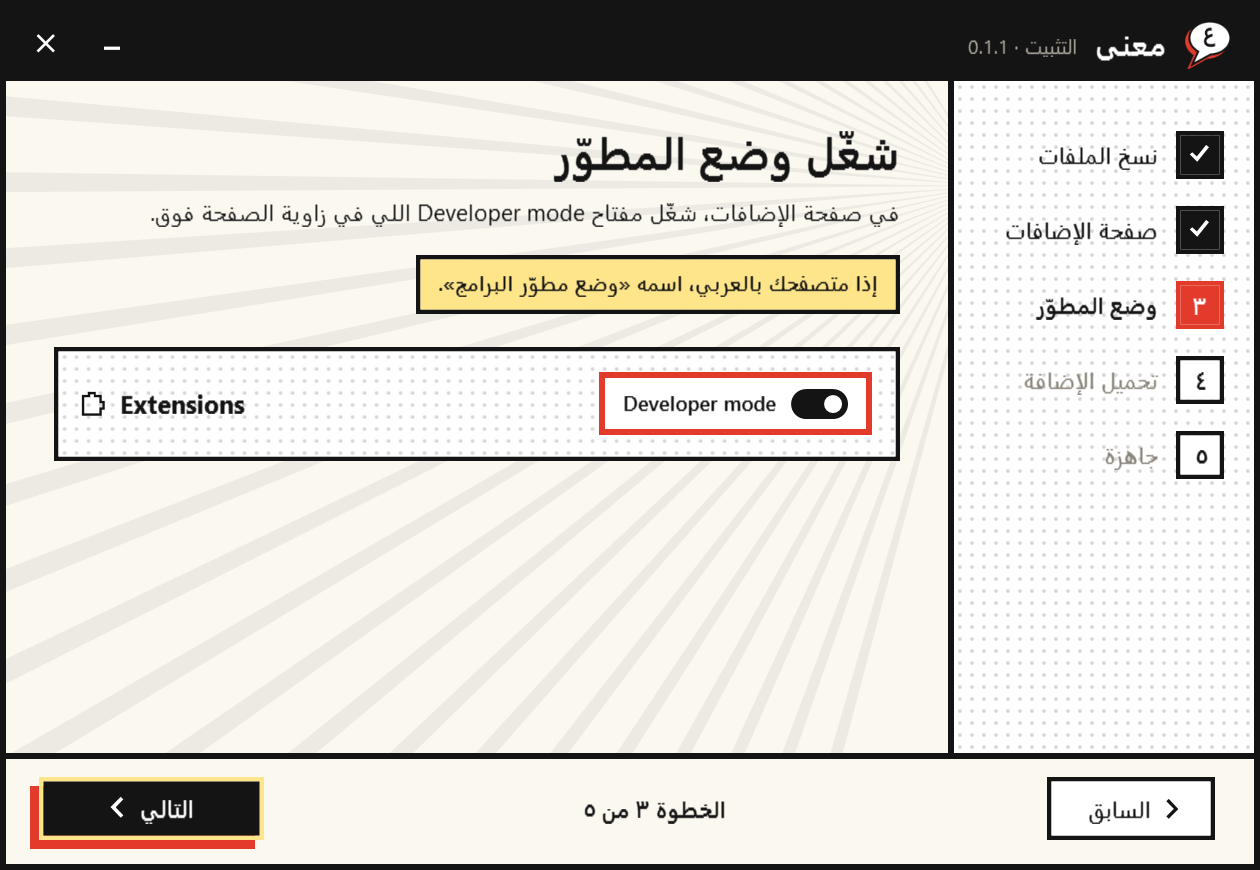 ع معنى التثبيت · 0.1.1
نسخ الملفات
صفحة الإضافات
٣ وضع المطوّر
٤ تحميل الإضافة
٥ جاهزة
شغّل وضع المطوّر
في صفحة الإضافات، شغّل مفتاح Developer mode اللي في زاوية الصفحة فوق.
إذا متصفحك بالعربي، اسمه «وضع مطوّر البرامج».
Extensions
Developer mode
السابق
الخطوة ٣ من ٥
التالي